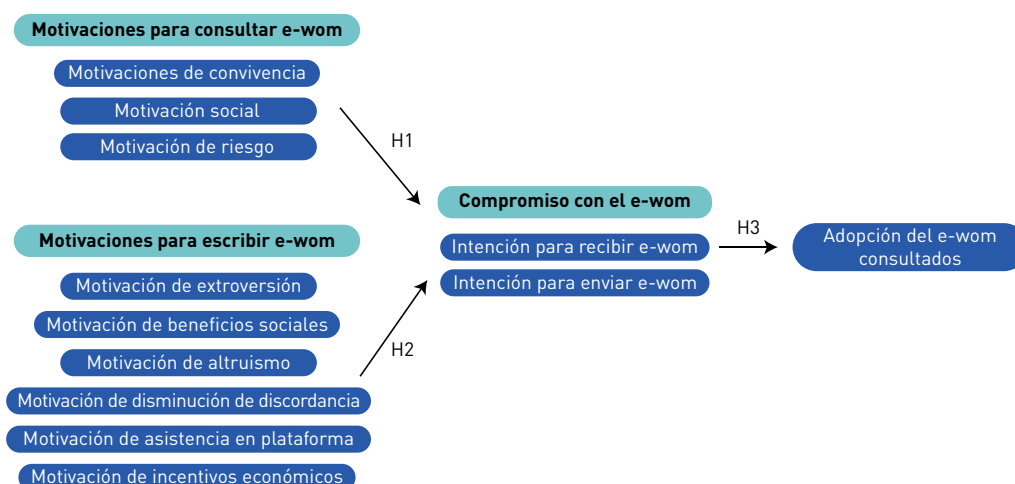 Motivaciones para consultar e-wom
Motivaciones de convivencia
Motivación social
Motivación de riesgo
H1
Motivaciones para escribir e-wom
Motivación de extroversión
Motivación de beneficios sociales
Motivación de altruismo
Motivación de disminución de discordancia
Motivación de asistencia en plataforma
Motivación de incentivos económicos
H2
Compromiso con el e-wom
Intención para recibir e-wom
Intención para enviar e-wom
H3
Adopción del e-wom
consultados